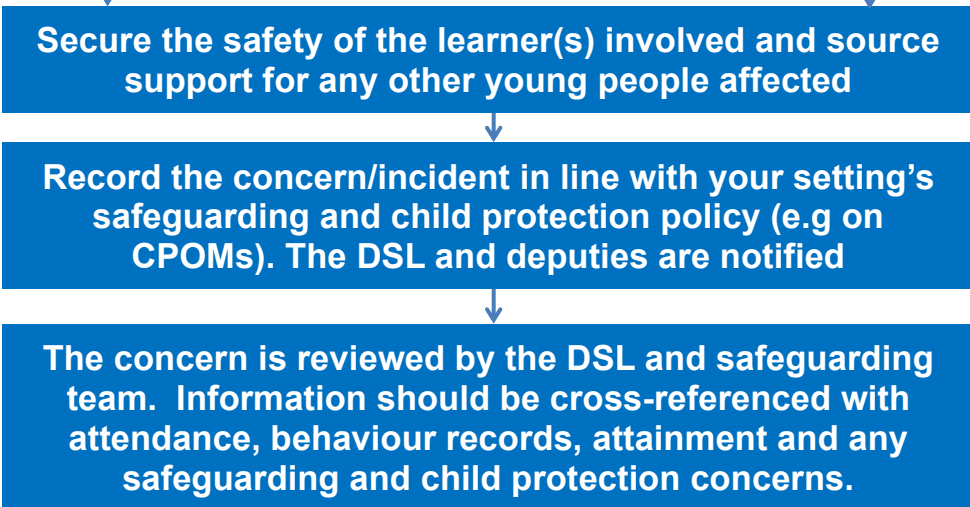 Secure the safety of the learner(s) involved and source
support for any other young people affected
Record the concern/incident in line with your setting’s
safeguarding and child protection policy (e.g on
CPOMs). The DSL and deputies are notified
The concern is reviewed by the DSL and safeguarding
team.  Information should be cross-referenced with
attendance, behaviour records, attainment and any
safeguarding and child protection concerns.